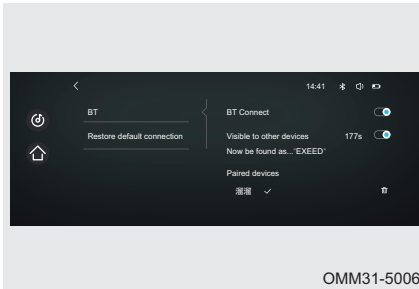 14:41
BT
BT Connect
Restore default connection
Visible to other devices 177s
Now be found as..."EXEED"
Paired devices
OMM31-5006